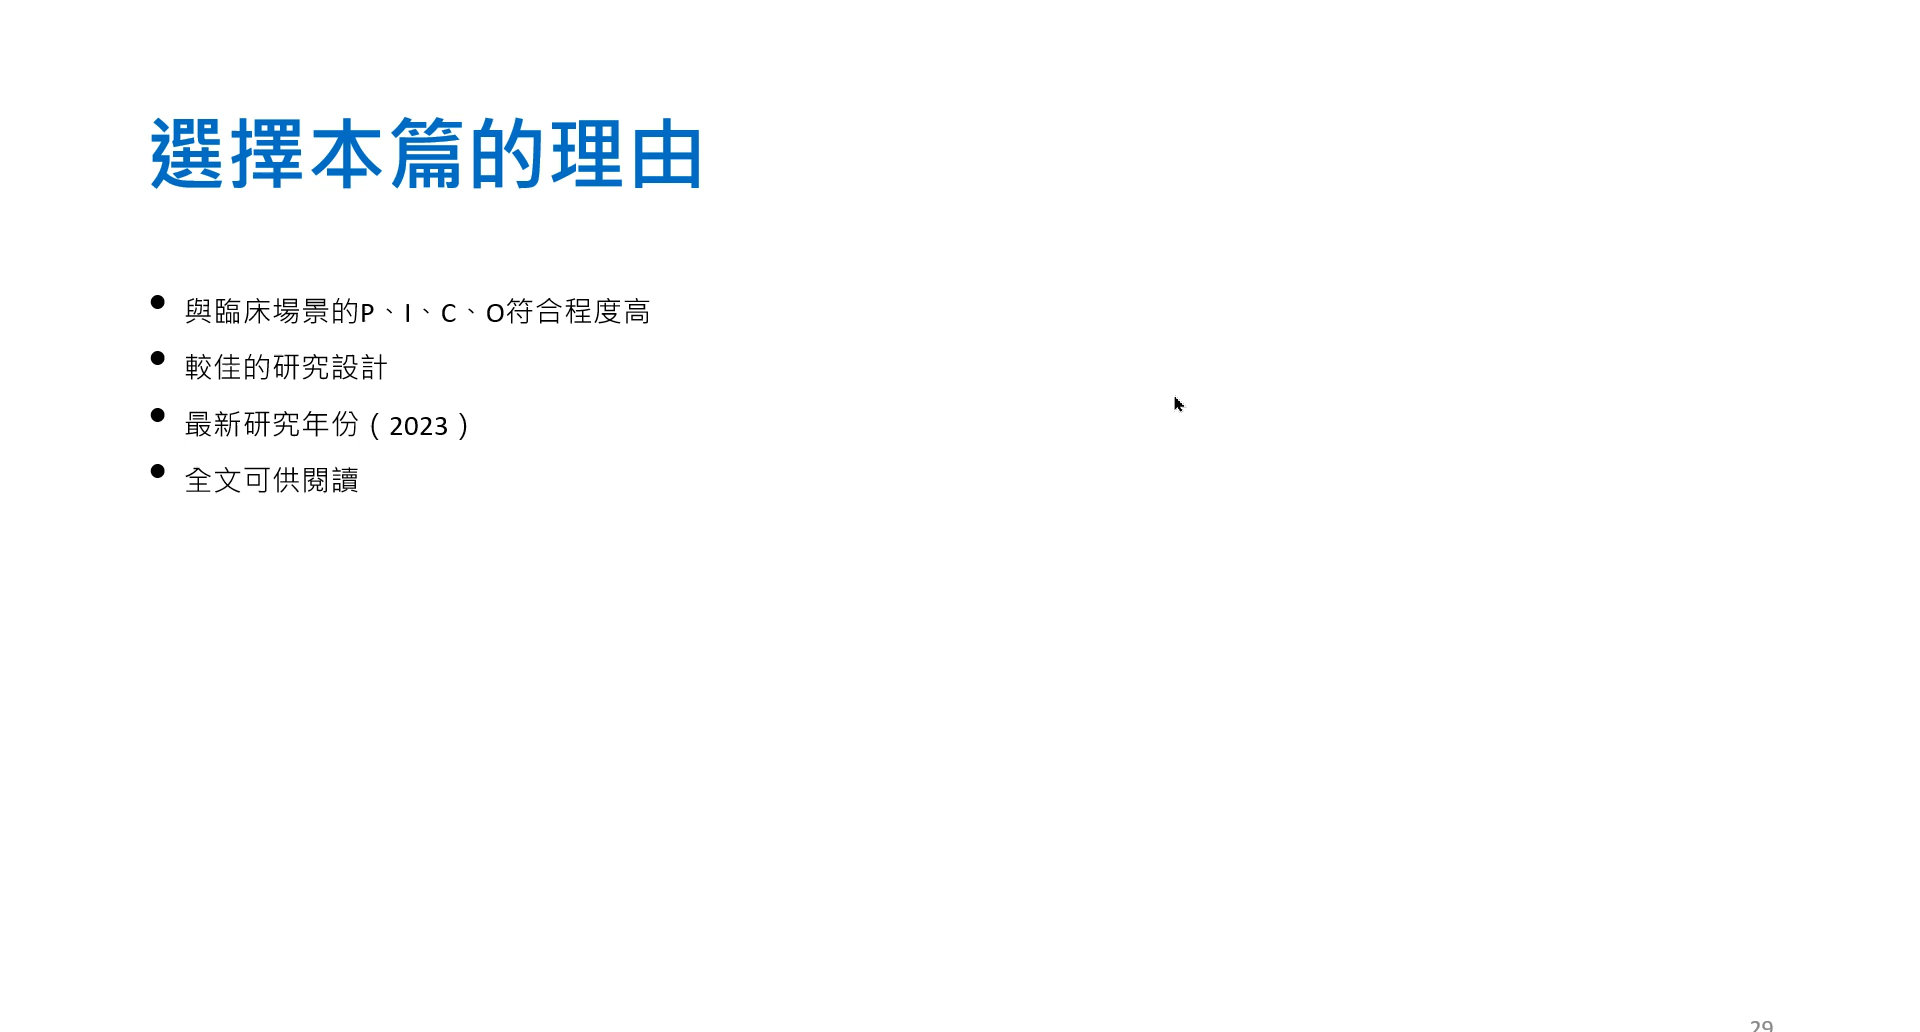 選擇本篇的理由
• 與臨床場景的P、I、C、O符合程度高
• 較佳的研究設計
• 最新研究年份（2023）
• 全文可供閱讀
29